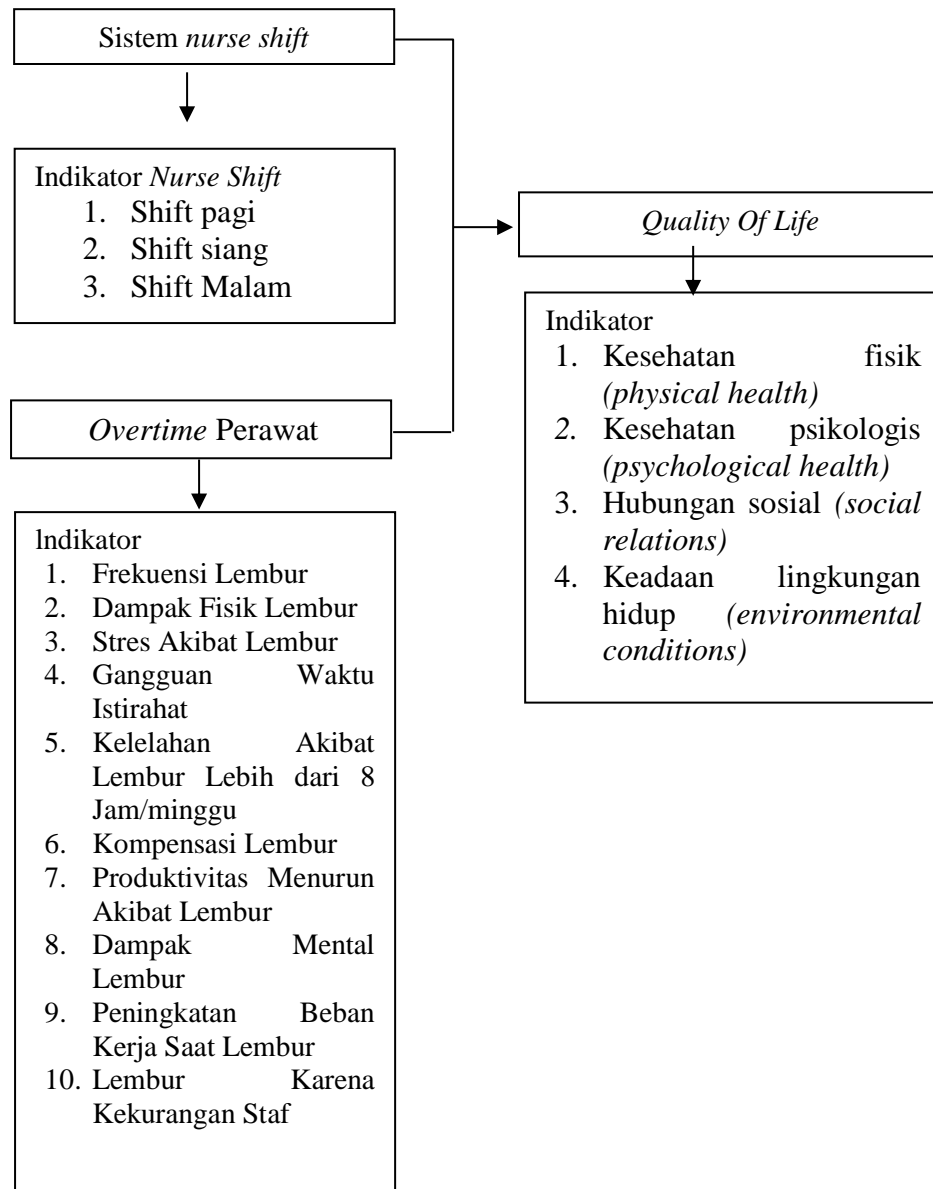 Sistem nurse shift
Indikator Nurse Shift
1. Shift pagi
2. Shift siang
3. Shift Malam
Overtime Perawat
lndikator
1. Frekuensi Lembur
2. Dampak Fisik Lembur
3. Stres Akibat Lembur
4. Gangguan Waktu
Istirahat
5. Kelelahan Akibat
Lembur Lebih dari 8
Jam/minggu
6. Kompensasi Lembur
7. Produktivitas Menurun
Akibat Lembur
8. Dampak Mental
Lembur
9. Peningkatan Beban
Kerja Saat Lembur
10. Lembur Karena
Kekurangan Staf
Quality Of Life
Indikator
1. Kesehatan fisik
(physical health)
2. Kesehatan psikologis
(psychological health)
3. Hubungan sosial (social
relations)
4. Keadaan lingkungan
hidup (environmental
conditions)